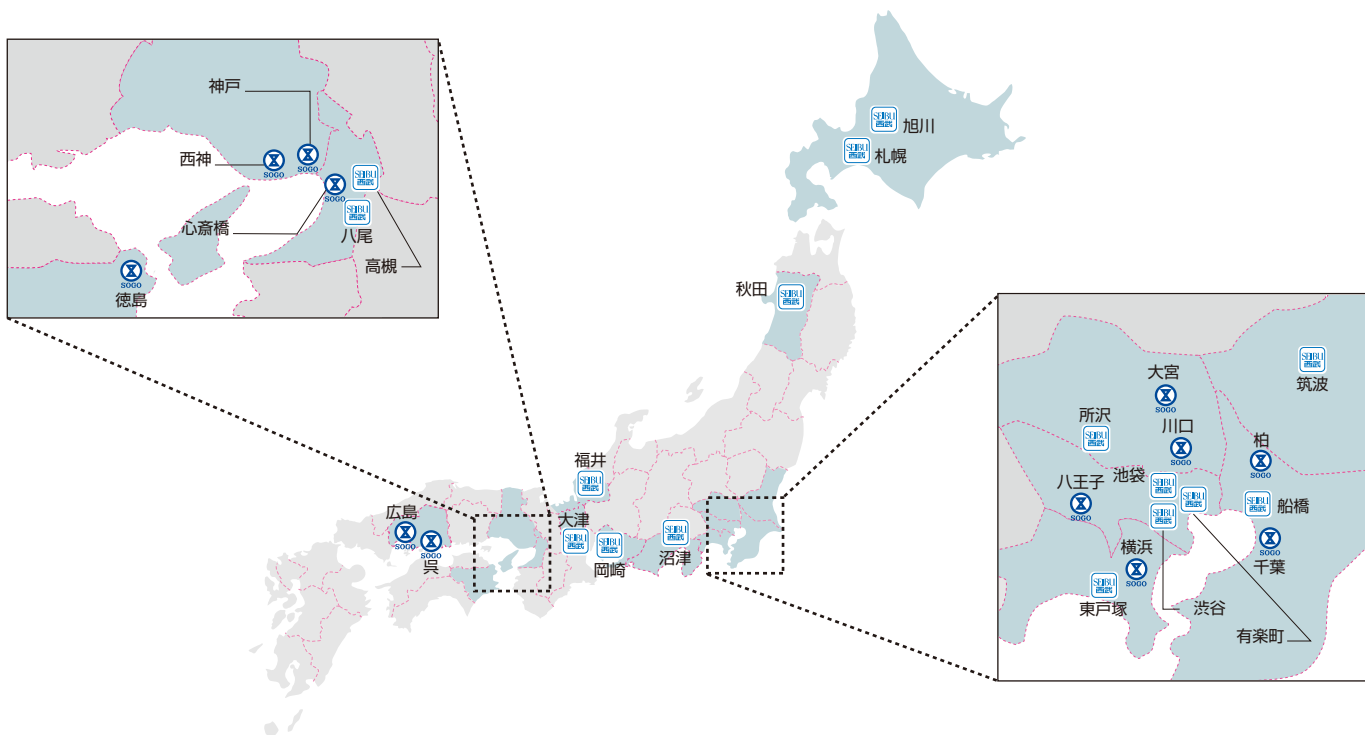 神戸
西神
SOGO
SOGO
SEIBU
西武
SOGO
心斎橋
SEIBU
西武
八尾
高槻
SOGO
徳島
SEIBU
西武
旭川
SEIBU
西武
札幌
秋田
SEIBU
西武
福井
SEIBU
西武
広島
SOGO
SOGO
呉
大津
SEIBU
西武
SEIBU
西武
岡崎
SEIBU
西武
沼津
SEIBU
西武
筑波
大宮
SOGO
所沢
SEIBU
西武
川口
SOGO
柏
SOGO
八王子
SOGO
池袋
SEIBU
西武
SEIBU
西武
SEIBU
西武
SEIBU
西武
船橋
SOGO
千葉
横浜
SOGO
SEIBU
西武
東戸塚
渋谷
有楽町